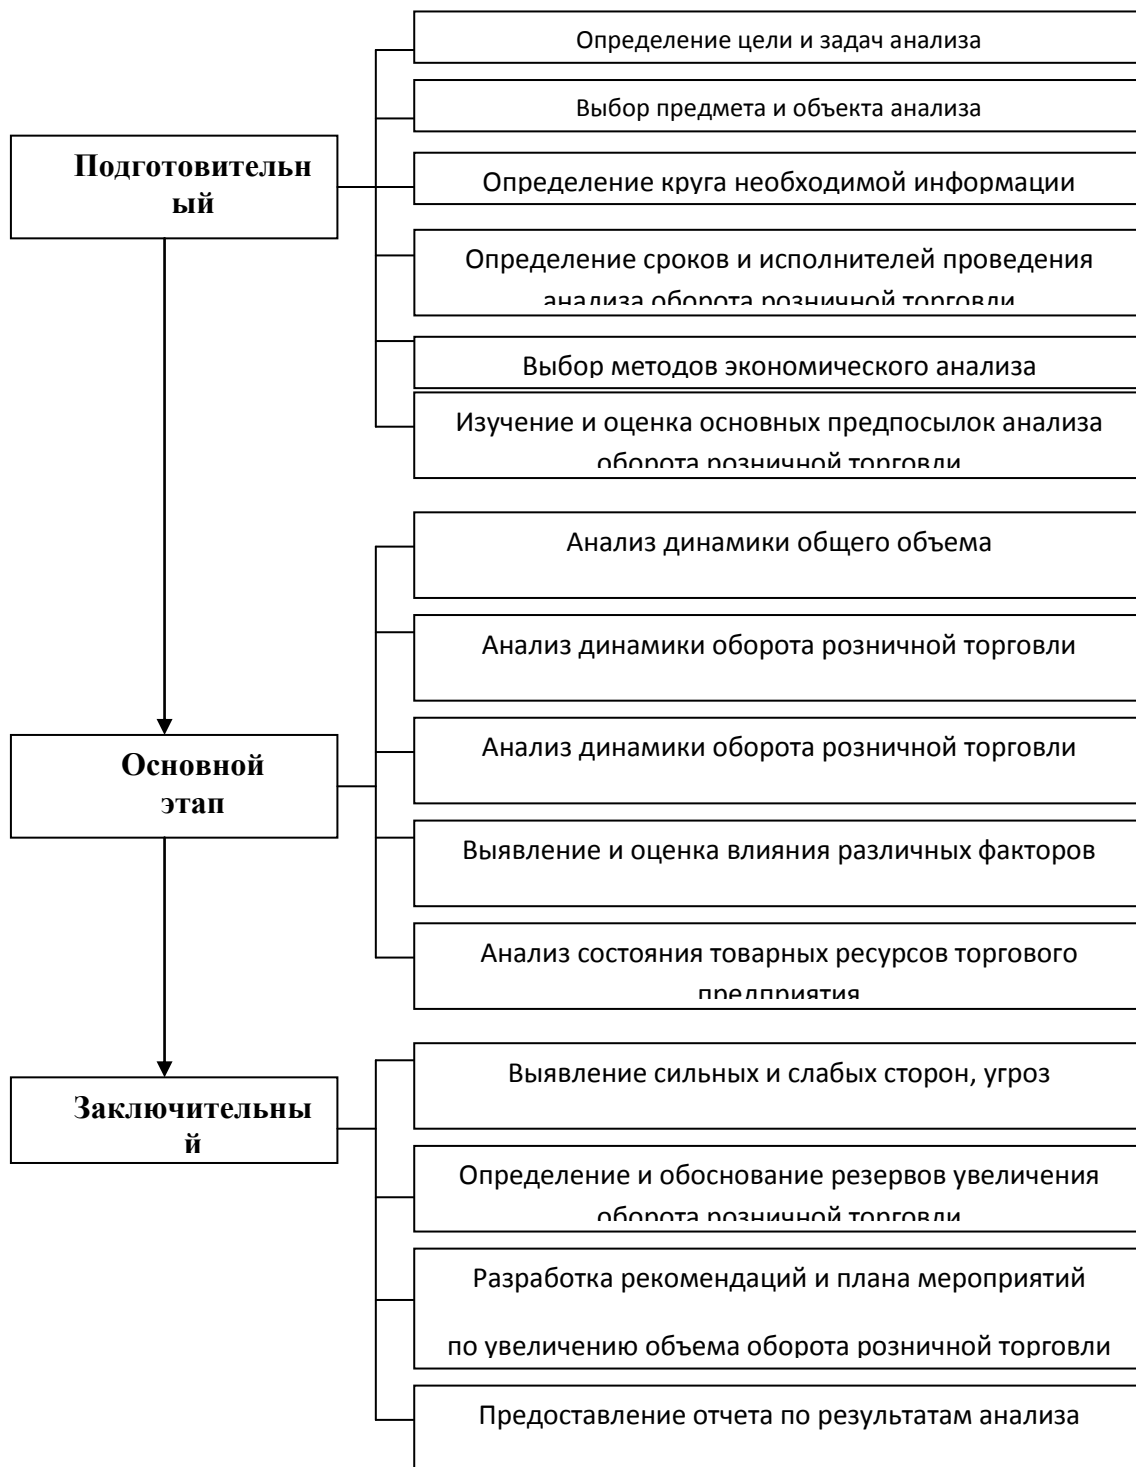 Определение цели и задач анализа
Выбор предмета и объекта анализа
Подготовительн
ый
Определение круга необходимой информации
Определение сроков и исполнителей проведения
анализа оборота розничной торговли
Выбор методов экономического анализа
Изучение и оценка основных предпосылок анализа
оборота розничной торговли
Основной
этап
Анализ динамики общего объема
Анализ динамики оборота розничной торговли
Анализ динамики оборота розничной торговли
Выявление и оценка влияния различных факторов
Анализ состояния товарных ресурсов торгового
предприятия
Заключительны
й
Выявление сильных и слабых сторон, угроз
Определение и обоснование резервов увеличения
оборота розничной торговли
Разработка рекомендаций и плана мероприятий
по увеличению объема оборота розничной торговли
Предоставление отчета по результатам анализа